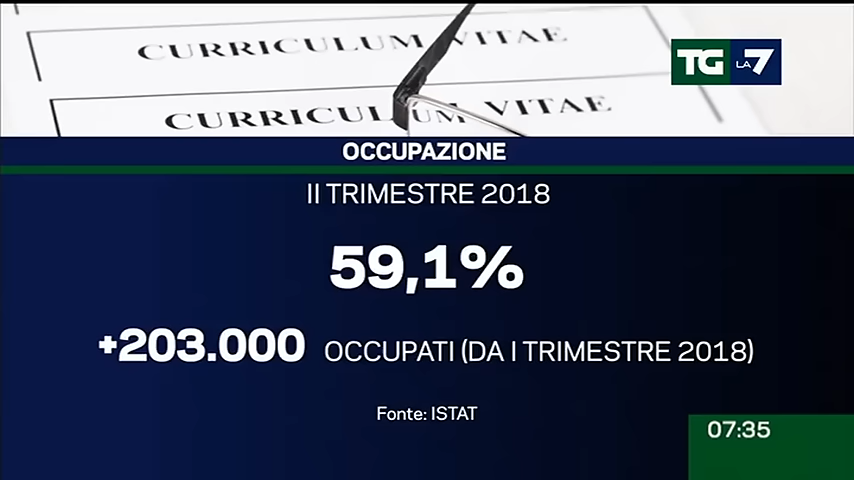 CURRICULUM VITAE
CURRICULUM VITAE
TG LA7
OCCUPAZIONE
II TRIMESTRE 2018
59,1%
+203.000 OCCUPATI (DA I TRIMESTRE 2018)
Fonte: ISTAT
07:35